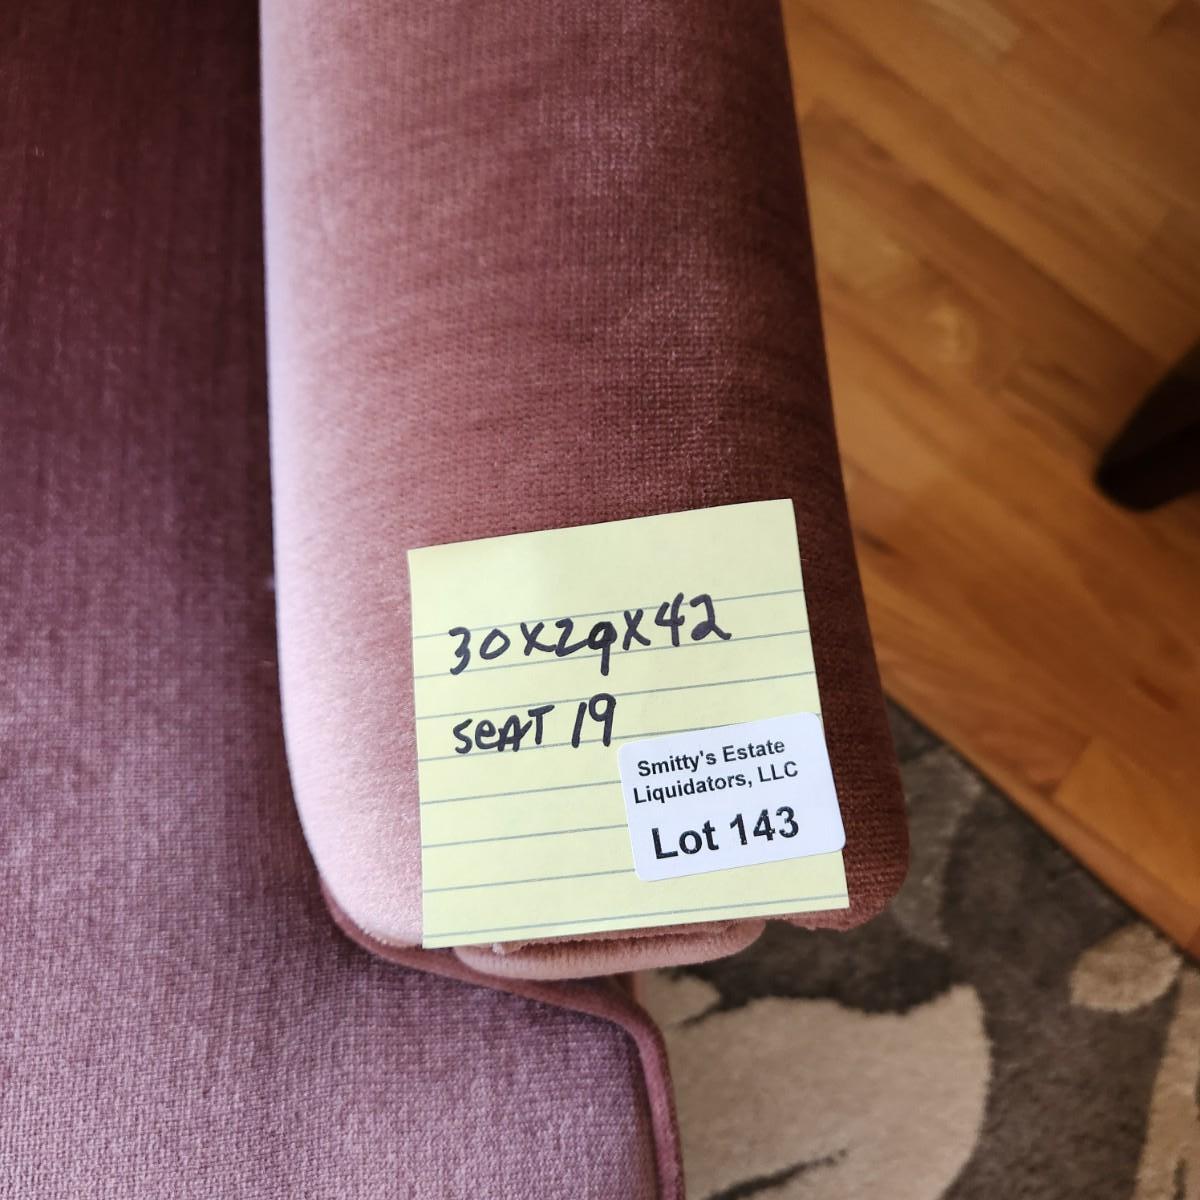 30x29x42
SeAT 19
Smitty's Estate
Liquidators, LLC
Lot 143